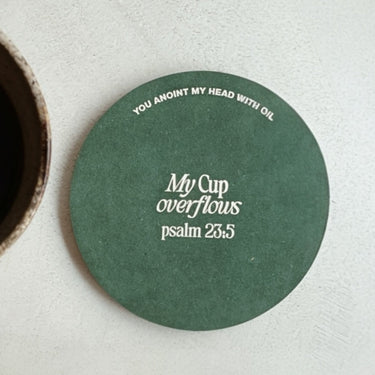 YOU ANOINT MY HEAD WITH OIL
My Cup
overflows
psalm 23:5